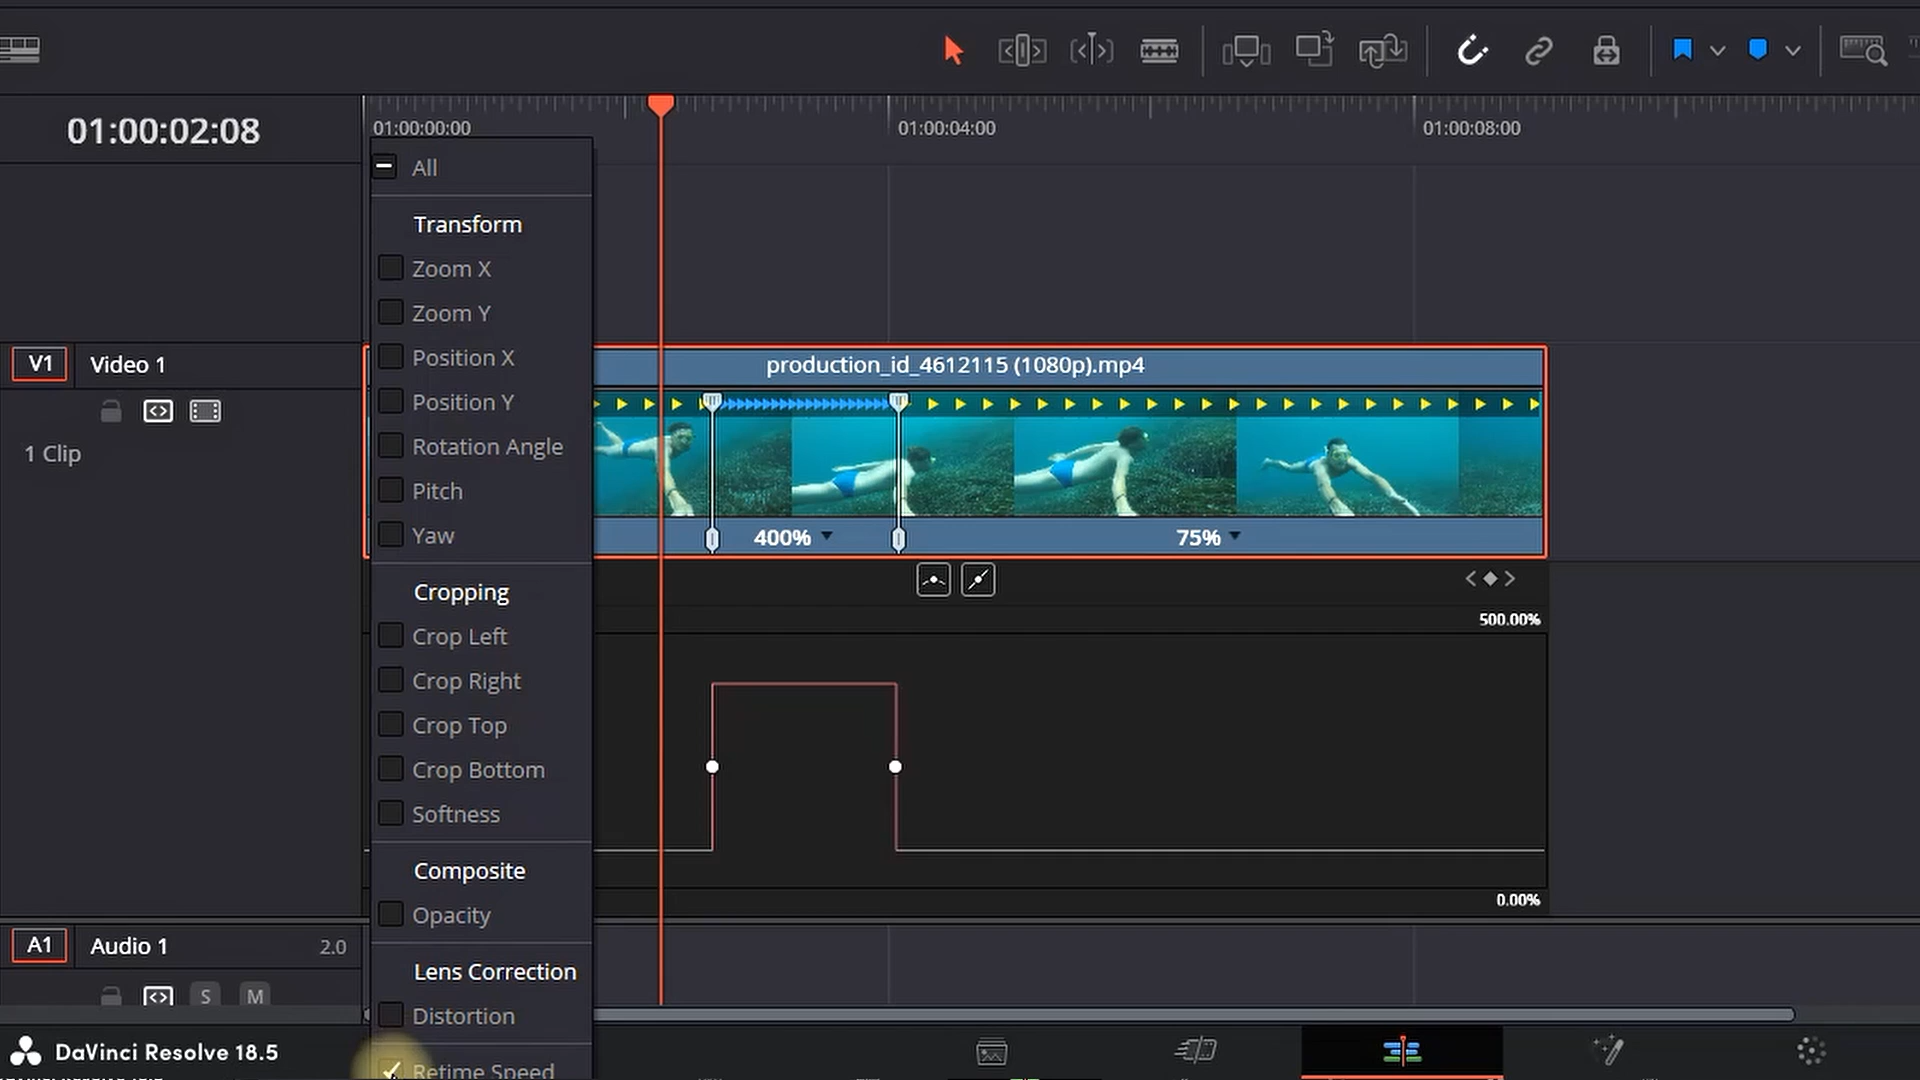 01:00:02:08
01:00:00:00
01:00:04:00
01:00:08:00
All
Transform
Zoom X
Zoom Y
Position X
Position Y
Rotation Angle
Pitch
Yaw
Cropping
Crop Left
Crop Right
Crop Top
Crop Bottom
Softness
Composite
Opacity
Lens Correction
Distortion
Retime Speed
V1
Video 1
1 Clip
production_id_4612115 (1080p).mp4
400%
75%
500.00%
0.00%
A1
Audio 1
2.0
S
M
DaVinci Resolve 18.5